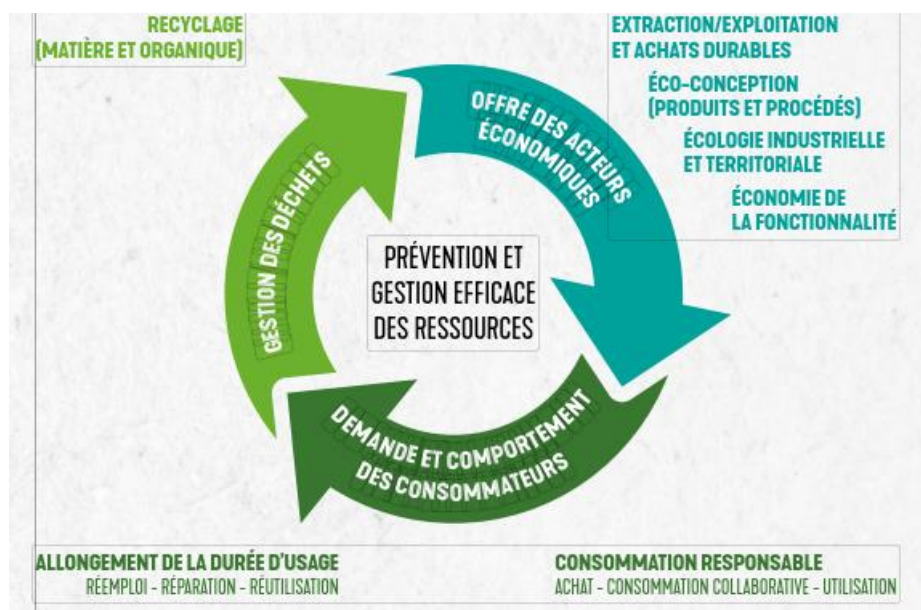 RECYCLAGE
(MATIÈRE ET ORGANIQUE)
EXTRACTION/EXPLOITATION
ET ACHATS DURABLES
ÉCO-CONCEPTION
(PRODUITS ET PROCÉDÉS)
ÉCOLOGIE INDUSTRIELLE
ET TERRITORIALE
ÉCONOMIE DE
LA FONCTIONNALITÉ
OFFRE DES ACTEURS
ÉCONOMIQUES
GESTION DES DÉCHETS
PRÉVENTION ET
GESTION EFFICACE
DES RESSOURCES
DEMANDE ET COMPORTEMENT
DES CONSOMMATEURS
ALLONGEMENT DE LA DURÉE D'USAGE
RÉEMPLOI - RÉPARATION - RÉUTILISATION
CONSOMMATION RESPONSABLE
ACHAT - CONSOMMATION COLLABORATIVE - UTILISATION